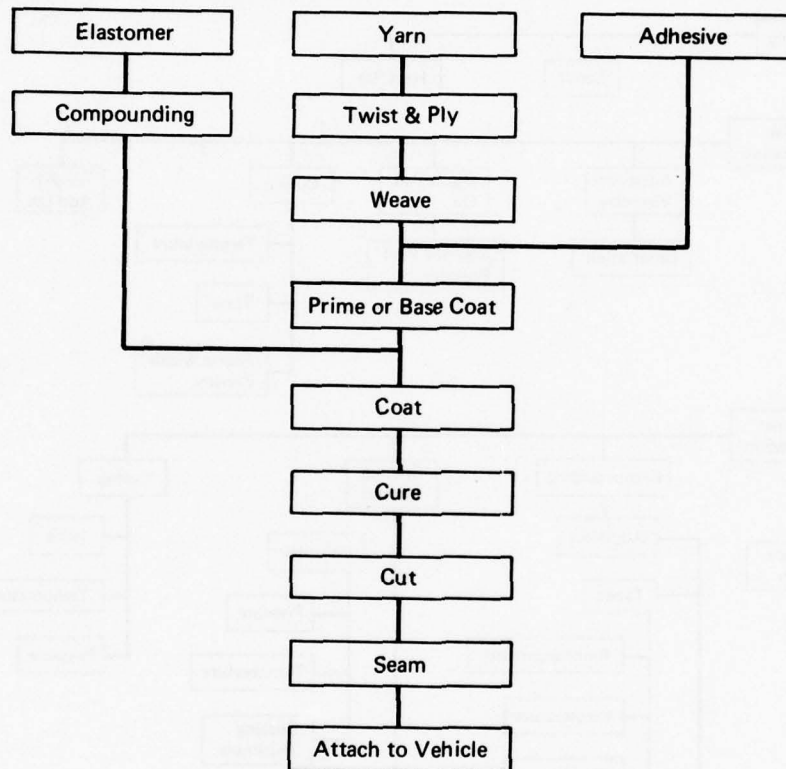 Elastomer
Yarn
Adhesive
Compounding
Twist & Ply
Weave
Prime or Base Coat
Coat
Cure
Cut
Seam
Attach to Vehicle